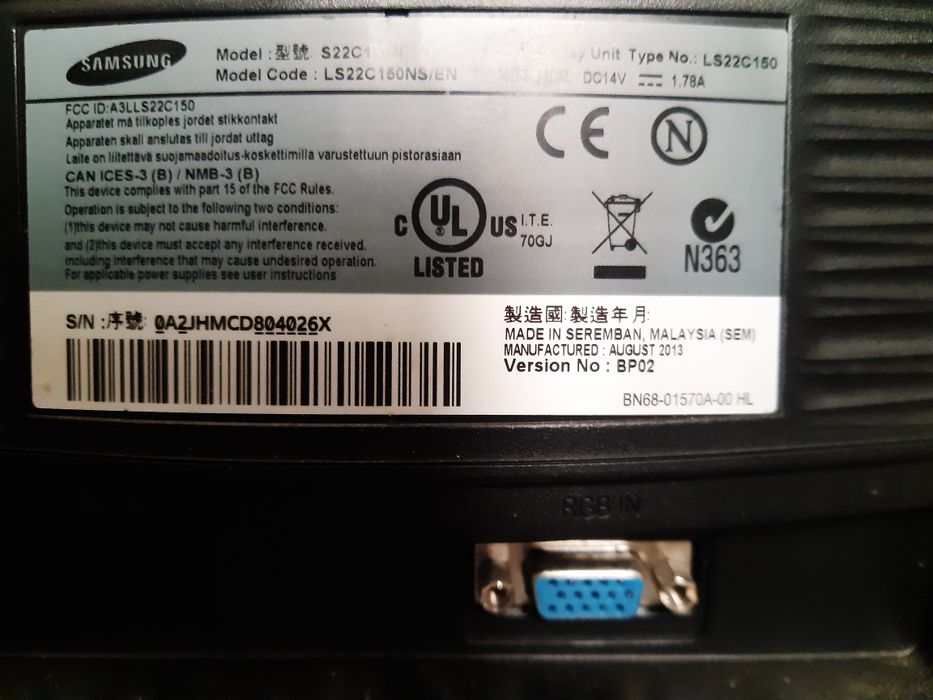 SAMSUNG
Model : 型號: S22C1
Model Code : LS22C150NS/EN
Unit Type No.: LS22C150
DC14V ⎓ 1.78A
FCC ID:A3LLS22C150
Apparatet må tilkoples jordet stikkontakt
Apparaten skall anslutas till jordat uttag
Laite on liitettävä suojamaadoitus-koskettimilla varustettuun pistorasiaan
CAN ICES-3 (B) / NMB-3 (B)
This device complies with part 15 of the FCC Rules.
Operation is subject to the following two conditions:
(1)this device may not cause harmful interference.
and (2)this device must accept any interference received.
including interference that may cause undesired operation.
For applicable power supplies see user instructions
CE
N
C UL US
® LISTED
I.T.E.
70GJ
N363
S/N :序號: 0A2JHMCD804026X
製造國:製造年月:
MADE IN SEREMBAN, MALAYSIA (SEM)
MANUFACTURED : AUGUST 2013
Version No : BP02
BN68-01570A-00 HL
RGB IN